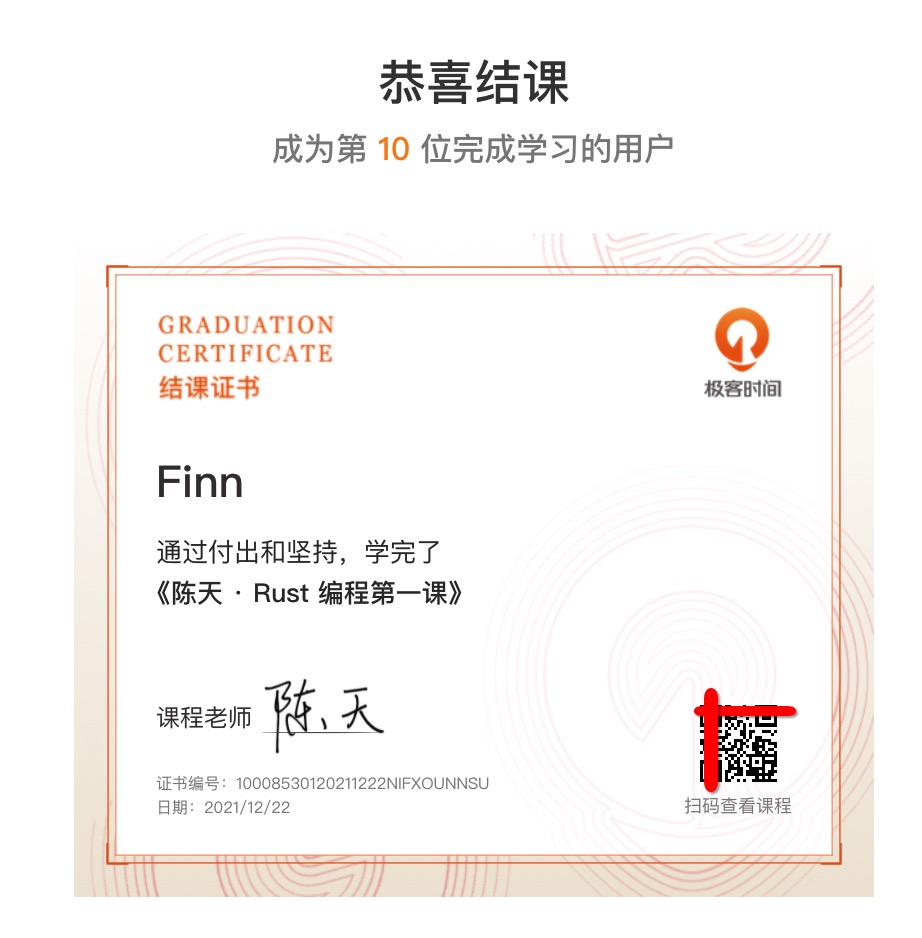 恭喜结课
成为第 10 位完成学习的用户
GRADUATION
CERTIFICATE
结课证书
极客时间
Finn
通过付出和坚持，学完了
《陈天 · Rust 编程第一课》
课程老师 陈天
证书编号：10008530120211222NIFXOUNNSU
日期：2021/12/22
扫码查看课程